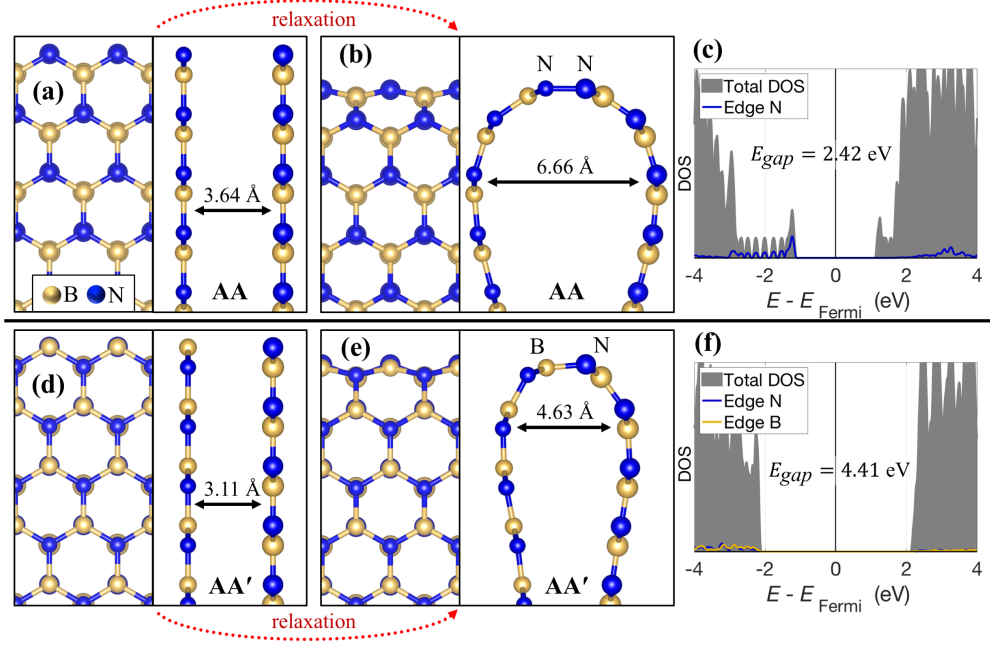 relaxation
(a)
3.64 Å
B N
AA
(b)
N N
6.66 Å
AA
(c)
Total DOS
Edge N
E_gap = 2.42 eV
DOS
-4 -2 0 2 4
E - E_Fermi (eV)
(d)
3.11 Å
AA′
(e)
B N
4.63 Å
AA′
(f)
Total DOS
Edge N
Edge B
E_gap = 4.41 eV
DOS
-4 -2 0 2 4
E - E_Fermi (eV)
relaxation